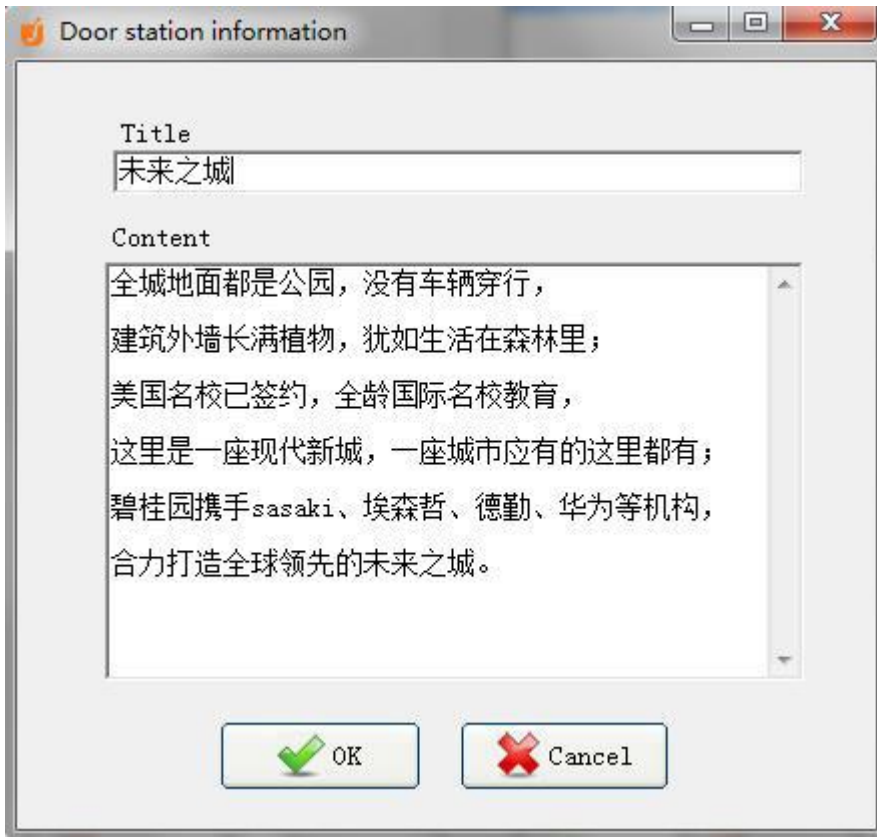 Door station information
Title
未来之城
Content
全城地面都是公园，没有车辆穿行，
建筑外墙长满植物，犹如生活在森林里；
美国名校已签约，全龄国际名校教育，
这里是一座现代新城，一座城市应有的这里都有；
碧桂园携手sasaki、埃森哲、德勤、华为等机构，
合力打造全球领先的未来之城。
OK
Cancel